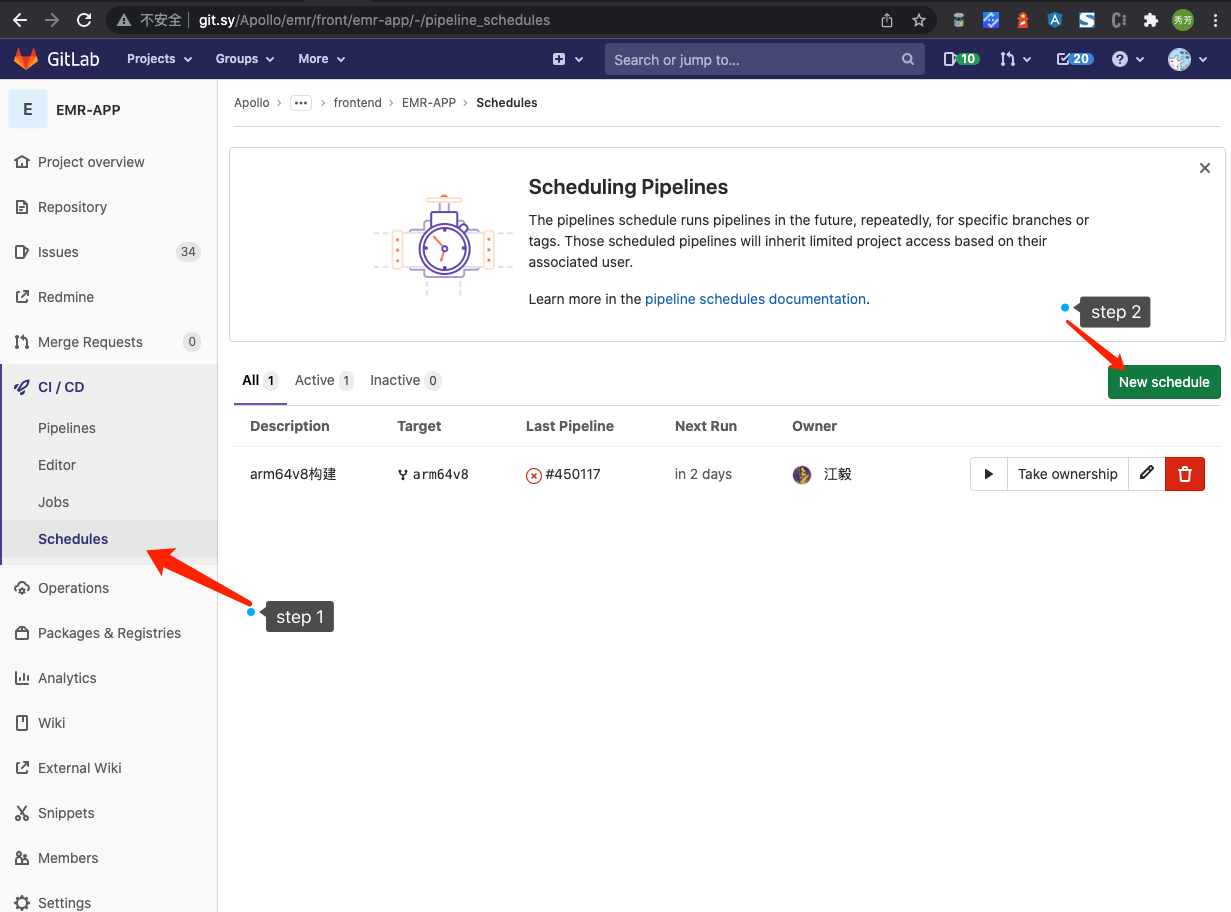 不安全 git.sy/Apollo/emr/front/emr-app/-/pipeline_schedules
秀芳
GitLab Projects Groups More Search or jump to... 10 20
E EMR-APP
Project overview
Repository
Issues 34
Redmine
Merge Requests 0
CI / CD
Pipelines
Editor
Jobs
Schedules
Operations
Packages & Registries
Analytics
Wiki
External Wiki
Snippets
Members
Settings
Apollo > ... > frontend > EMR-APP > Schedules
Scheduling Pipelines
The pipelines schedule runs pipelines in the future, repeatedly, for specific branches or
tags. Those scheduled pipelines will inherit limited project access based on their
associated user.
Learn more in the pipeline schedules documentation.
step 2
All 1 Active 1 Inactive 0 New schedule
Description Target Last Pipeline Next Run Owner
arm64v8构建 arm64v8 #450117 in 2 days 江毅 Take ownership
step 1